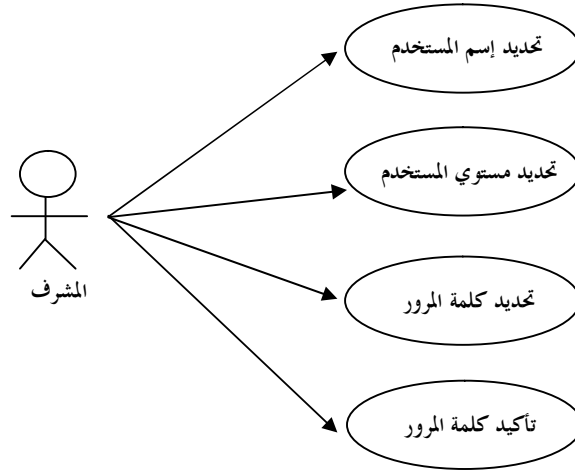 تحديد إسم المستخدم
تحديد مستوي المستخدم
المشرف
تحديد كلمة المرور
تأكيد كلمة المرور